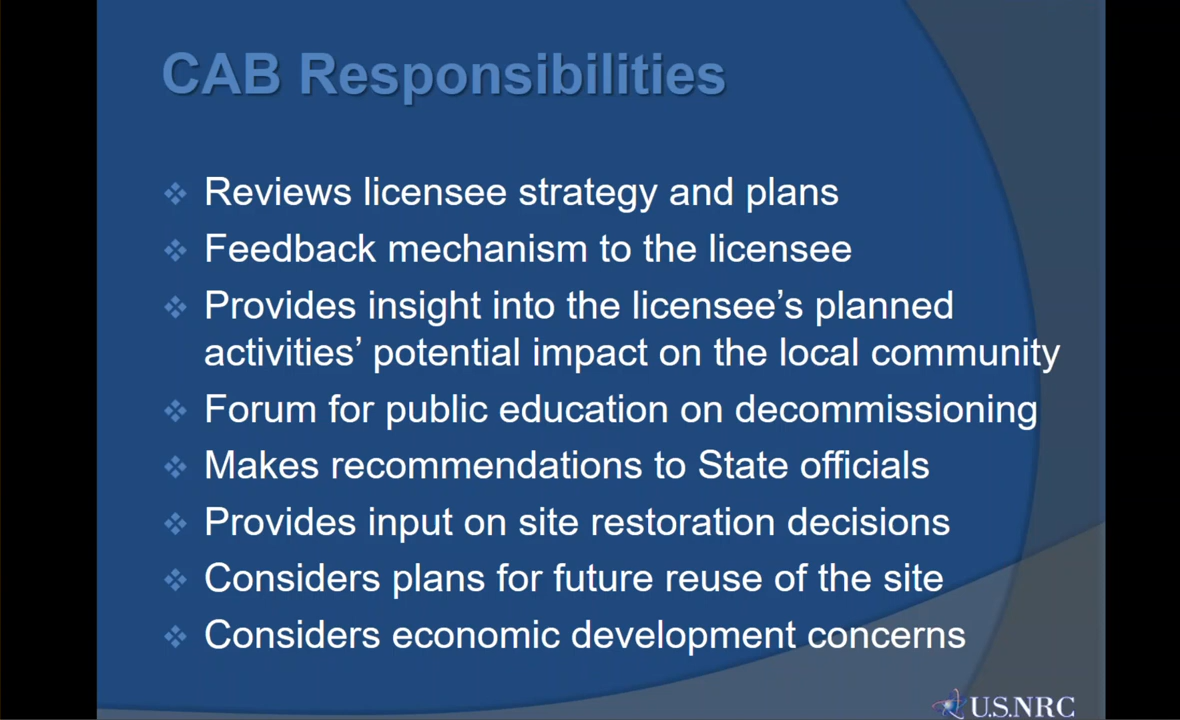 CAB Responsibilities
Reviews licensee strategy and plans
Feedback mechanism to the licensee
Provides insight into the licensee’s planned
activities’ potential impact on the local community
Forum for public education on decommissioning
Makes recommendations to State officials
Provides input on site restoration decisions
Considers plans for future reuse of the site
Considers economic development concerns
U.S.NRC